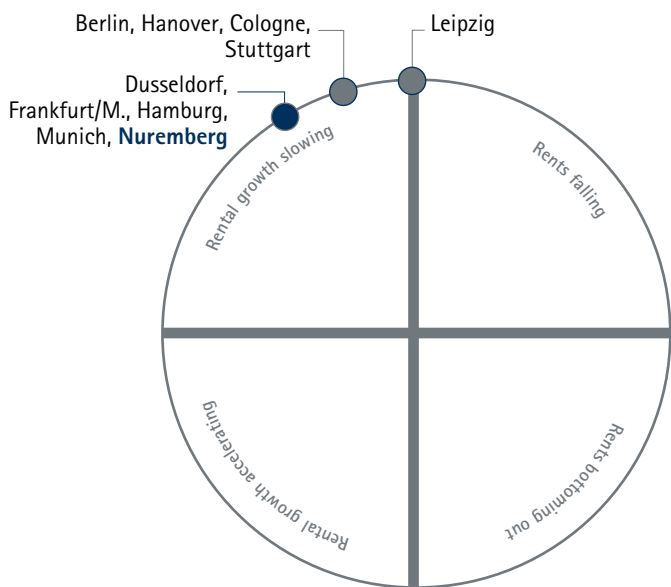 Berlin, Hanover, Cologne,
Stuttgart
Leipzig
Dusseldorf,
Frankfurt/M., Hamburg,
Munich, Nuremberg
Rental growth slowing
Rents falling
Rental growth accelerating
Rents bottoming out